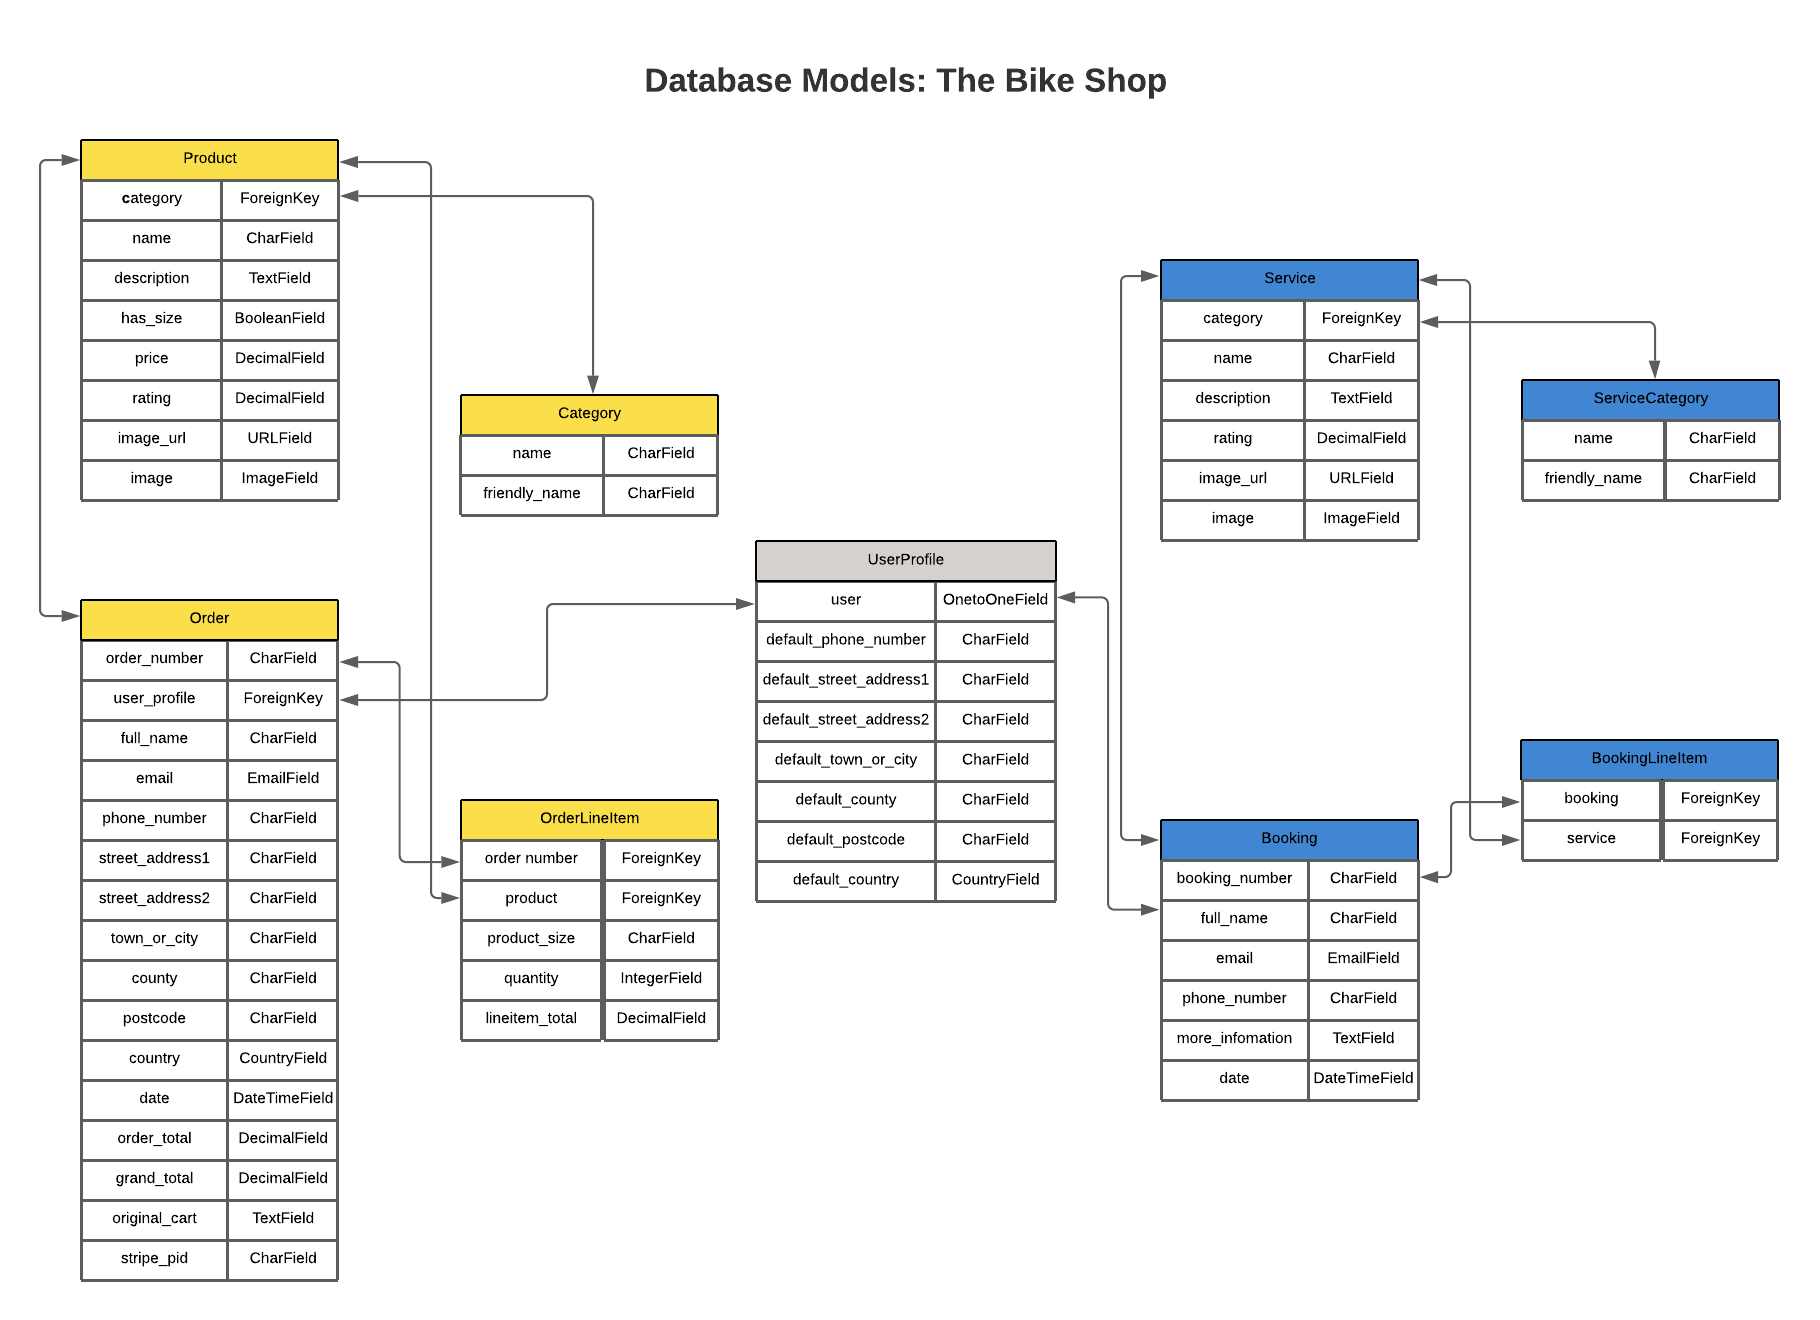 Database Models: The Bike Shop
Product
category ForeignKey
name CharField
description TextField
has_size BooleanField
price DecimalField
rating DecimalField
image_url URLField
image ImageField
Category
name CharField
friendly_name CharField
Order
order_number CharField
user_profile ForeignKey
full_name CharField
email EmailField
phone_number CharField
street_address1 CharField
street_address2 CharField
town_or_city CharField
county CharField
postcode CharField
country CountryField
date DateTimeField
order_total DecimalField
grand_total DecimalField
original_cart TextField
stripe_pid CharField
OrderLineItem
order number ForeignKey
product ForeignKey
product_size CharField
quantity IntegerField
lineitem_total DecimalField
UserProfile
user OnetoOneField
default_phone_number CharField
default_street_address1 CharField
default_street_address2 CharField
default_town_or_city CharField
default_county CharField
default_postcode CharField
default_country CountryField
Service
category ForeignKey
name CharField
description TextField
rating DecimalField
image_url URLField
image ImageField
ServiceCategory
name CharField
friendly_name CharField
Booking
booking_number CharField
full_name CharField
email EmailField
phone_number CharField
more_infomation TextField
date DateTimeField
BookingLineItem
booking ForeignKey
service ForeignKey